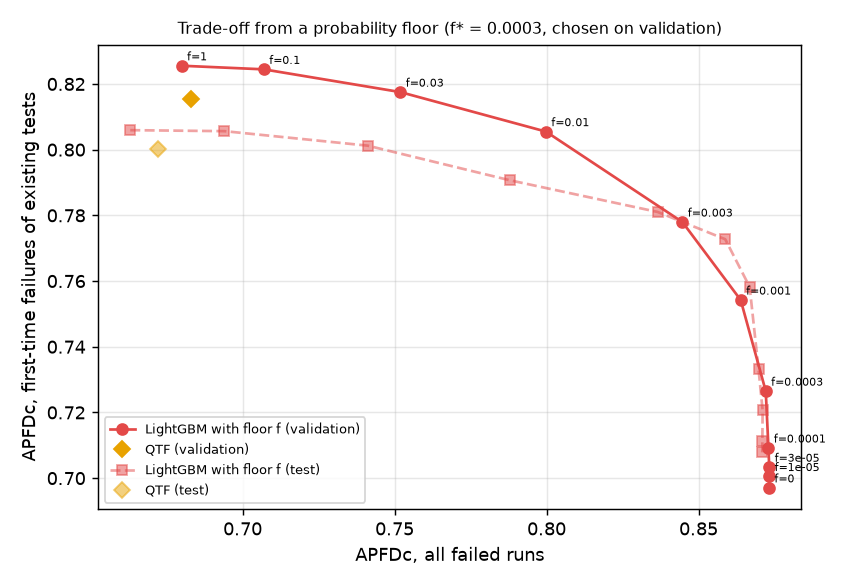 Trade-off from a probability floor (f* = 0.0003, chosen on validation)
APFDc, first-time failures of existing tests
0.82
0.80
0.78
0.76
0.74
0.72
0.70
f=1
f=0.1
f=0.03
f=0.01
f=0.003
f=0.001
f=0.0003
f=0.0001
f=3e-05
f=1e-05
f=0
LightGBM with floor f (validation)
QTF (validation)
LightGBM with floor f (test)
QTF (test)
0.70
0.75
0.80
0.85
APFDc, all failed runs